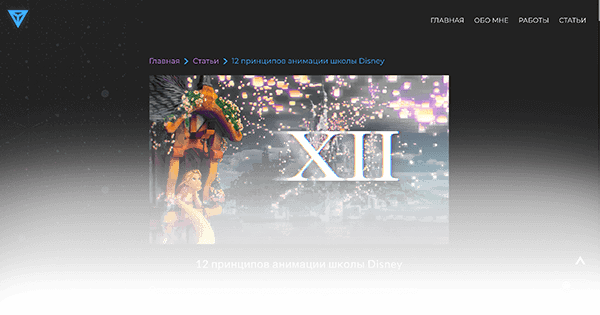 ГЛАВНАЯ ОБО МНЕ РАБОТЫ СТАТЬИ
Главная > Статьи > 12 принципов анимации школы Disney
XII
12 принципов анимации школы Disney